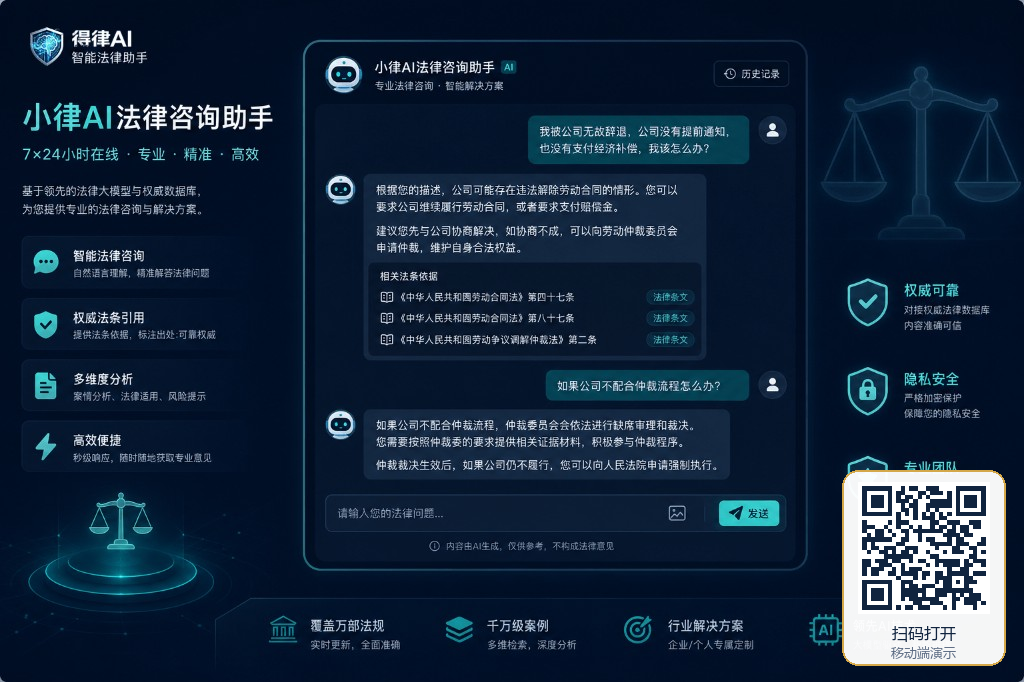 得律AI
智能法律助手
小律AI法律咨询助手
7×24小时在线 · 专业 · 精准 · 高效
基于领先的法律大模型与权威数据库，
为您提供专业的法律咨询与解决方案。
智能法律咨询
自然语言理解，精准解答法律问题
权威法条引用
提供法条依据，标注出处:可靠权威
多维度分析
案情分析、法律适用、风险提示
高效便捷
秒级响应，随时随地获取专业意见
小律AI法律咨询助手 AI
专业法律咨询 · 智能解决方案
历史记录
我被公司无故辞退，公司没有提前通知，
也没有支付经济补偿，我该怎么办？
根据您的描述，公司可能存在违法解除劳动合同的情形。您可以
要求公司继续履行劳动合同，或者要求支付赔偿金。
建议您先与公司协商解决，如协商不成，可以向劳动仲裁委员会
申请仲裁，维护自身合法权益。
相关法条依据
《中华人民共和国劳动合同法》第四十七条 法律条文
《中华人民共和国劳动合同法》第八十七条 法律条文
《中华人民共和国劳动争议调解仲裁法》第二条 法律条文
如果公司不配合仲裁流程怎么办？
如果公司不配合仲裁流程，仲裁委员会会依法进行缺席审理和裁决。
您需要按照仲裁委的要求提供相关证据材料，积极参与仲裁程序。
仲裁裁决生效后，如果公司仍不履行，您可以向人民法院申请强制执行。
请输入您的法律问题...
发送
内容由AI生成，仅供参考，不构成法律意见
权威可靠
对接权威法律数据库
内容准确可信
隐私安全
严格加密保护
保障您的隐私安全
专业团队
覆盖万部法规
实时更新，全面准确
千万级案例
多维检索，深度分析
行业解决方案
企业/个人专属定制
AI
扫码打开
移动端演示